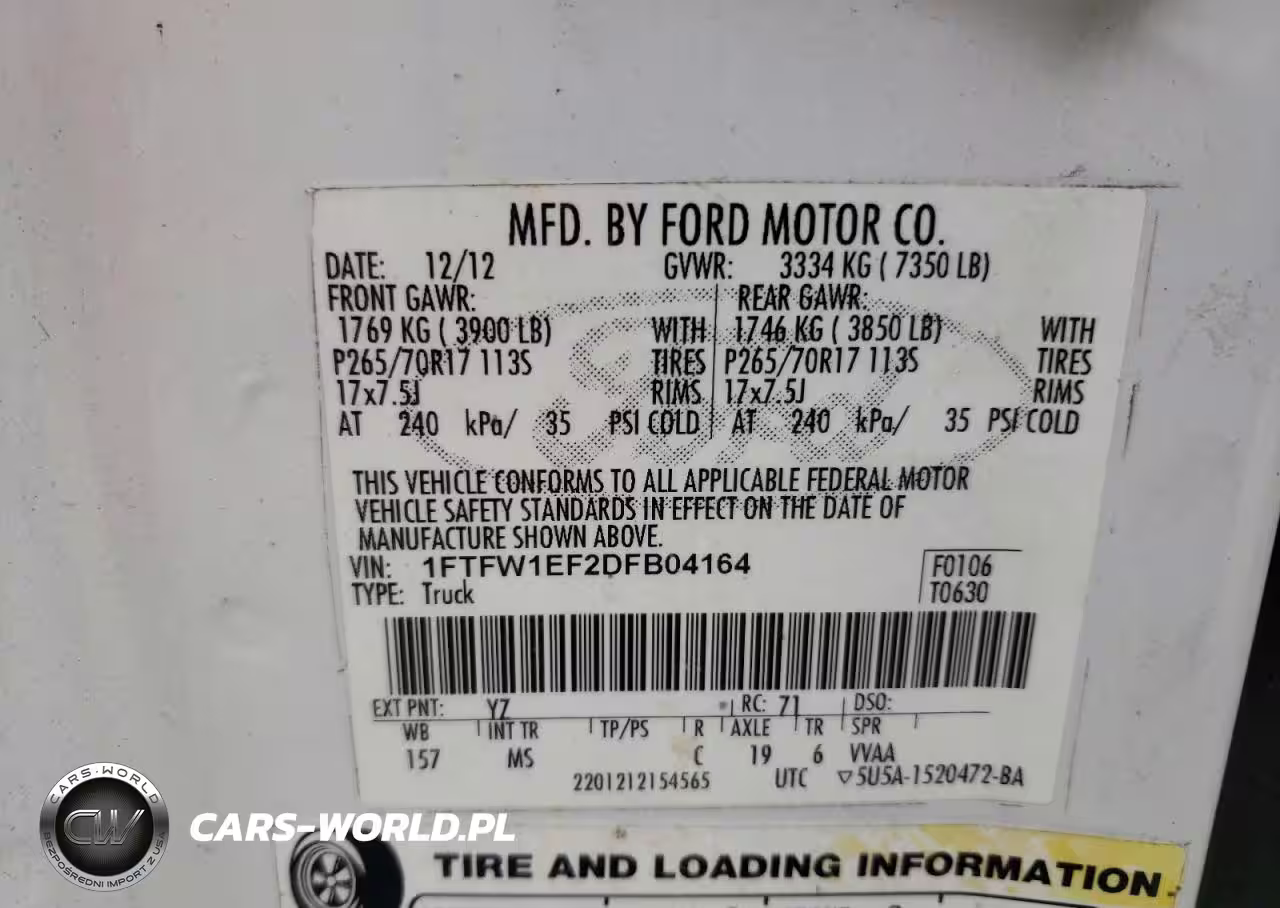 MFD. BY FORD MOTOR CO.
DATE: 12/12 GVWR: 3334 KG ( 7350 LB)
FRONT GAWR: REAR GAWR:
1769 KG ( 3900 LB) WITH 1746 KG ( 3850 LB) WITH
P265/70R17 113S TIRES P265/70R17 113S TIRES
17x7.5J RIMS 17x7.5J RIMS
AT 240 kPa/ 35 PSI COLD AT 240 kPa/ 35 PSI COLD
THIS VEHICLE CONFORMS TO ALL APPLICABLE FEDERAL MOTOR
VEHICLE SAFETY STANDARDS IN EFFECT ON THE DATE OF
MANUFACTURE SHOWN ABOVE.
VIN: 1FTFW1EF2DFB04164 F0106
TYPE: Truck T0630
EXT PNT: YZ RC: 71 DSO:
WB INT TR TP/PS R AXLE TR SPR
157 MS C 19 6 VVAA
2201212154565 UTC ▽5U5A-1520472-BA
TIRE AND LOADING INFORMATION
CARS-WORLD
CW
BEZPOŚREDNI IMPORT Z USA
CARS-WORLD.PL